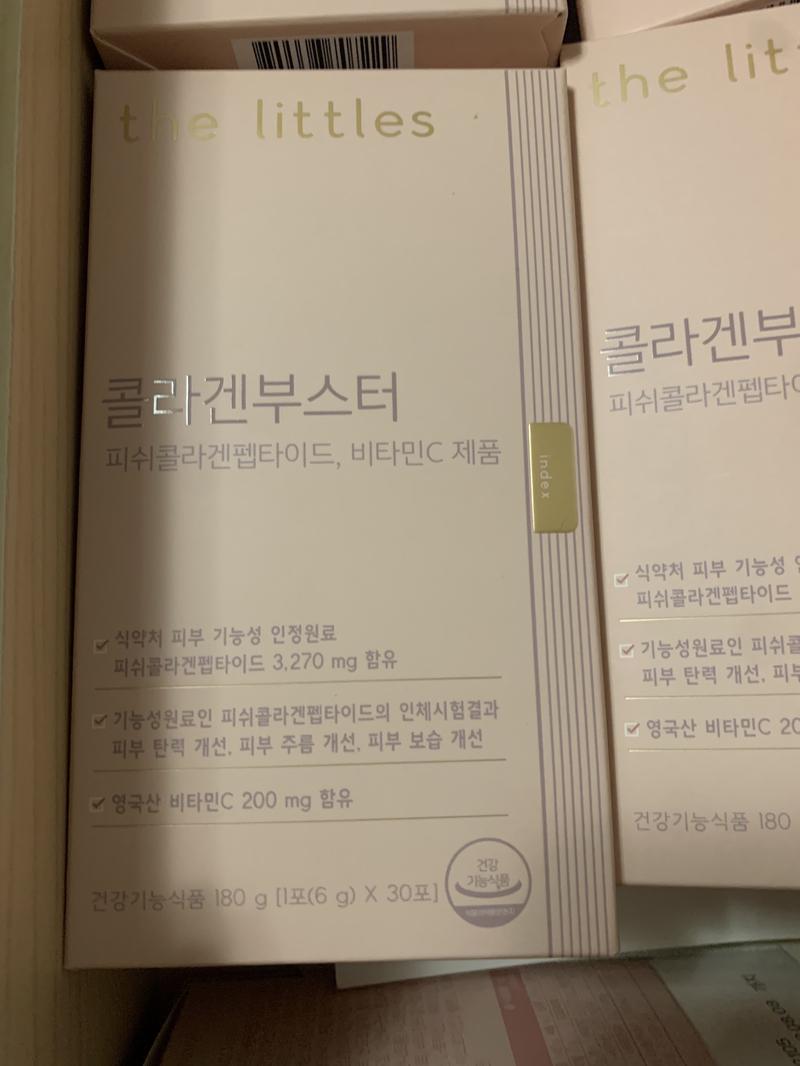 the littles
콜라겐부스터
피쉬콜라겐펩타이드, 비타민C 제품
index
식약처 피부 기능성 인정원료
피쉬콜라겐펩타이드 3,270 mg 함유
기능성원료인 피쉬콜라겐펩타이드의 인체시험결과
피부 탄력 개선, 피부 주름 개선, 피부 보습 개선
영국산 비타민C 200 mg 함유
건강기능식품 180 g [1포(6 g) X 30포]
건강
기능식품
the lit
콜라겐부
피쉬콜라겐펩타이
식약처 피부 기능성
피쉬콜라겐펩타이드
기능성원료인 피쉬콜
피부 탄력 개선, 피부
영국산 비타민C 20
건강기능식품 180